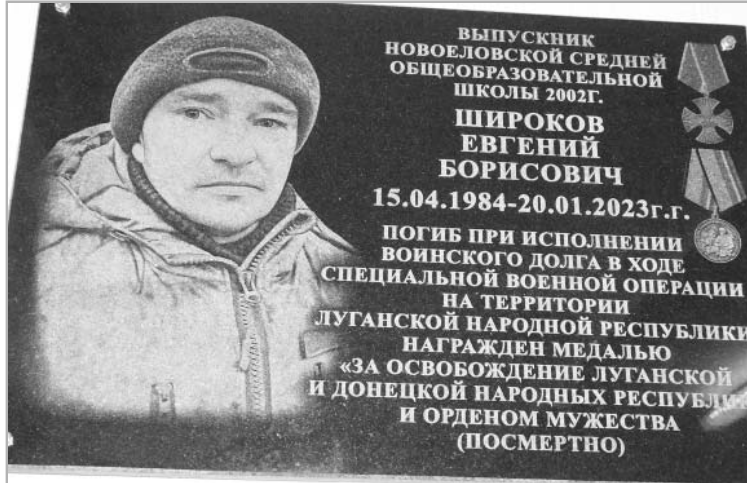 ВЫПУСКНИК
НОВОЕЛОВСКОЙ СРЕДНЕЙ
ОБЩЕОБРАЗОВАТЕЛЬНОЙ
ШКОЛЫ 2002Г.
ШИРОКОВ
ЕВГЕНИЙ
БОРИСОВИЧ
15.04.1984-20.01.2023г.г.
ПОГИБ ПРИ ИСПОЛНЕНИИ
ВОИНСКОГО ДОЛГА В ХОДЕ
СПЕЦИАЛЬНОЙ ВОЕННОЙ ОПЕРАЦИИ
НА ТЕРРИТОРИИ
ЛУГАНСКОЙ НАРОДНОЙ РЕСПУБЛИКИ
НАГРАЖДЕН МЕДАЛЬЮ
«ЗА ОСВОБОЖДЕНИЕ ЛУГАНСКОЙ
И ДОНЕЦКОЙ НАРОДНЫХ
И ОРДЕНОМ МУЖЕСТВА
(ПОСМЕРТНО)